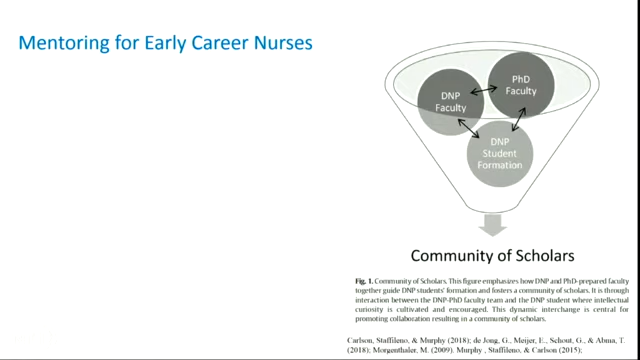 Mentoring for Early Career Nurses
PhD
Faculty
DNP
Faculty
DNP
Student
Formation
Community of Scholars
Fig. 1. Community of Scholars. This figure emphasizes how DNP and PhD-prepared faculty
together guide DNP students' formation and fosters a community of scholars. It is through
interaction between the DNP-PhD faculty team and the DNP student where intellectual
curiosity is cultivated and encouraged. This dynamic interchange is central for
promoting collaboration resulting in a community of scholars.
Carlson, Staffileno, & Murphy (2018); de Jong., Meijer, E., Schout, G., & Abma, T.
(2018); Morgenthaler, M. (2009). Murphy , Staffileno, & Carlson (2015);